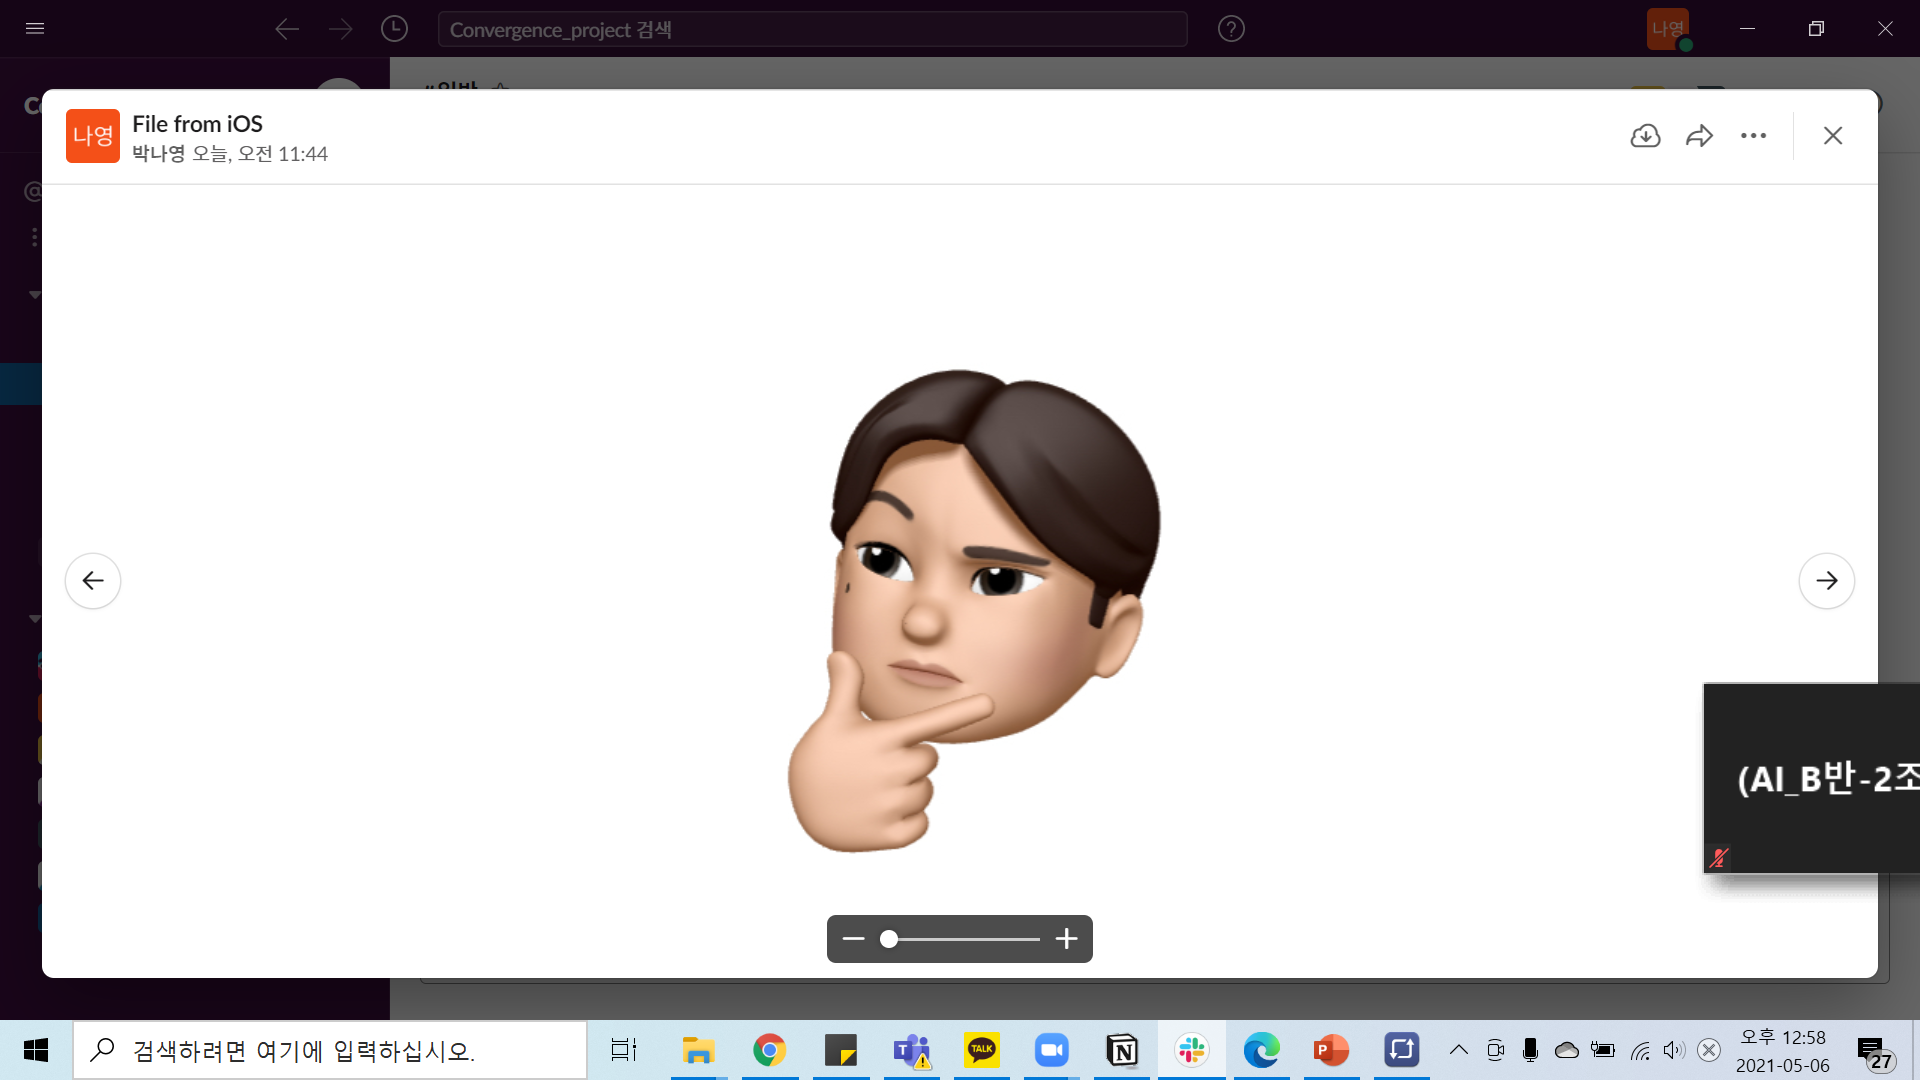 Convergence_project 검색
나영
나영
File from iOS
박나영 오늘, 오전 11:44
(AI_B반-2조
검색하려면 여기에 입력하십시오.
TALK
오후 12:58
2021-05-06
27